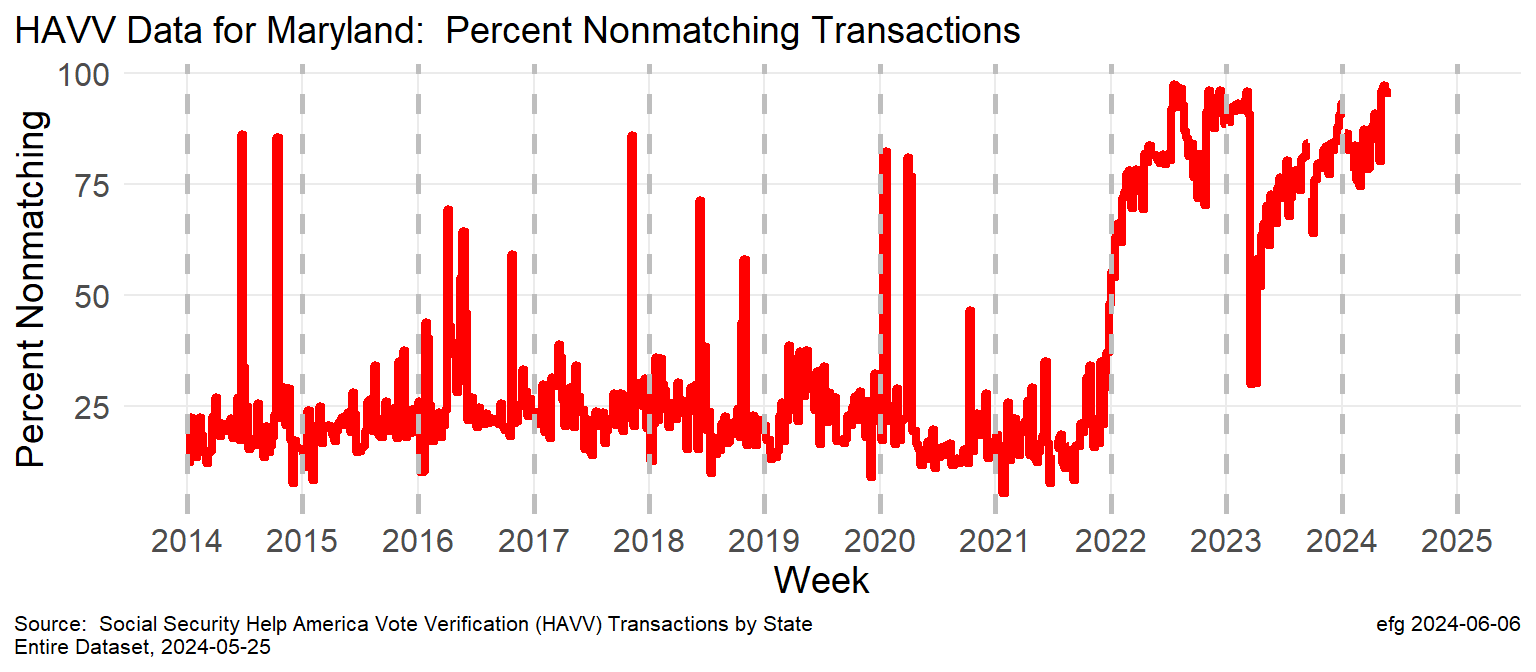 HAVV Data for Maryland:  Percent Nonmatching Transactions
Percent Nonmatching
100
75
50
25
2014 2015 2016 2017 2018 2019 2020 2021 2022 2023 2024 2025
Week
Source:  Social Security Help America Vote Verification (HAVV) Transactions by State
Entire Dataset, 2024-05-25
efg 2024-06-06